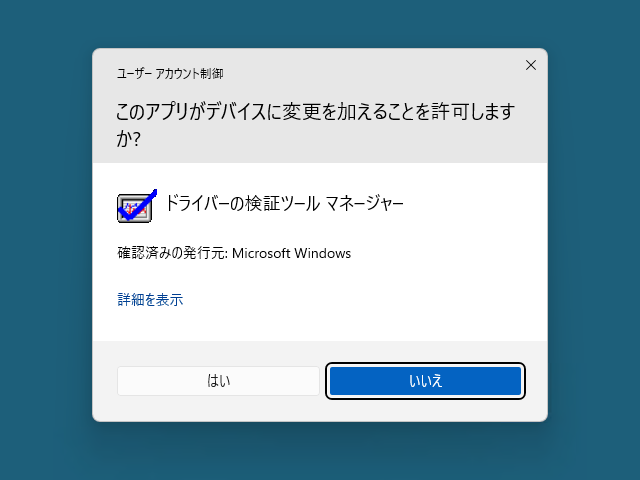 ユーザー アカウント制御
このアプリがデバイスに変更を加えることを許可します
か?
ドライバーの検証ツール マネージャー
確認済みの発行元: Microsoft Windows
詳細を表示
はい
いいえ